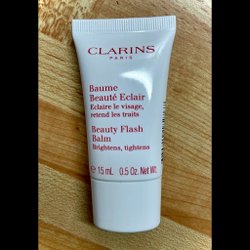 CLARINS
PARIS
Baume
Beauté Eclair
Eclaire le visage,
retend les traits
Beauty Flash
Balm
Brightens, tightens
e 15 mL 0.5 Oz. Net Wt.